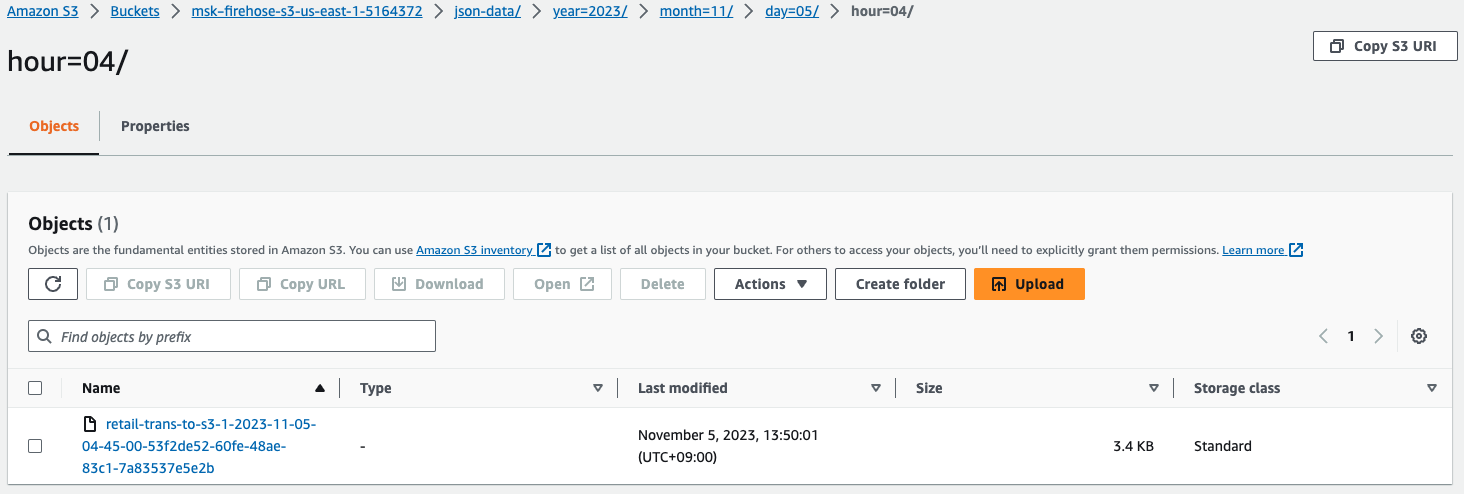 Amazon S3 > Buckets > msk-firehose-s3-us-east-1-5164372 > json-data/ > year=2023/ > month=11/ > day=05/ > hour=04/
Copy S3 URI
hour=04/
Objects Properties
Objects (1)
Objects are the fundamental entities stored in Amazon S3. You can use Amazon S3 inventory to get a list of all objects in your bucket. For others to access your objects, you'll need to explicitly grant them permissions. Learn more
Copy S3 URI Copy URL Download Open Delete Actions Create folder Upload
Find objects by prefix 1
Name Type Last modified Size Storage class
retail-trans-to-s3-1-2023-11-05-
04-45-00-53f2de52-60fe-48ae-
83c1-7a83537e5e2b
-
November 5, 2023, 13:50:01
(UTC+09:00)
3.4 KB
Standard